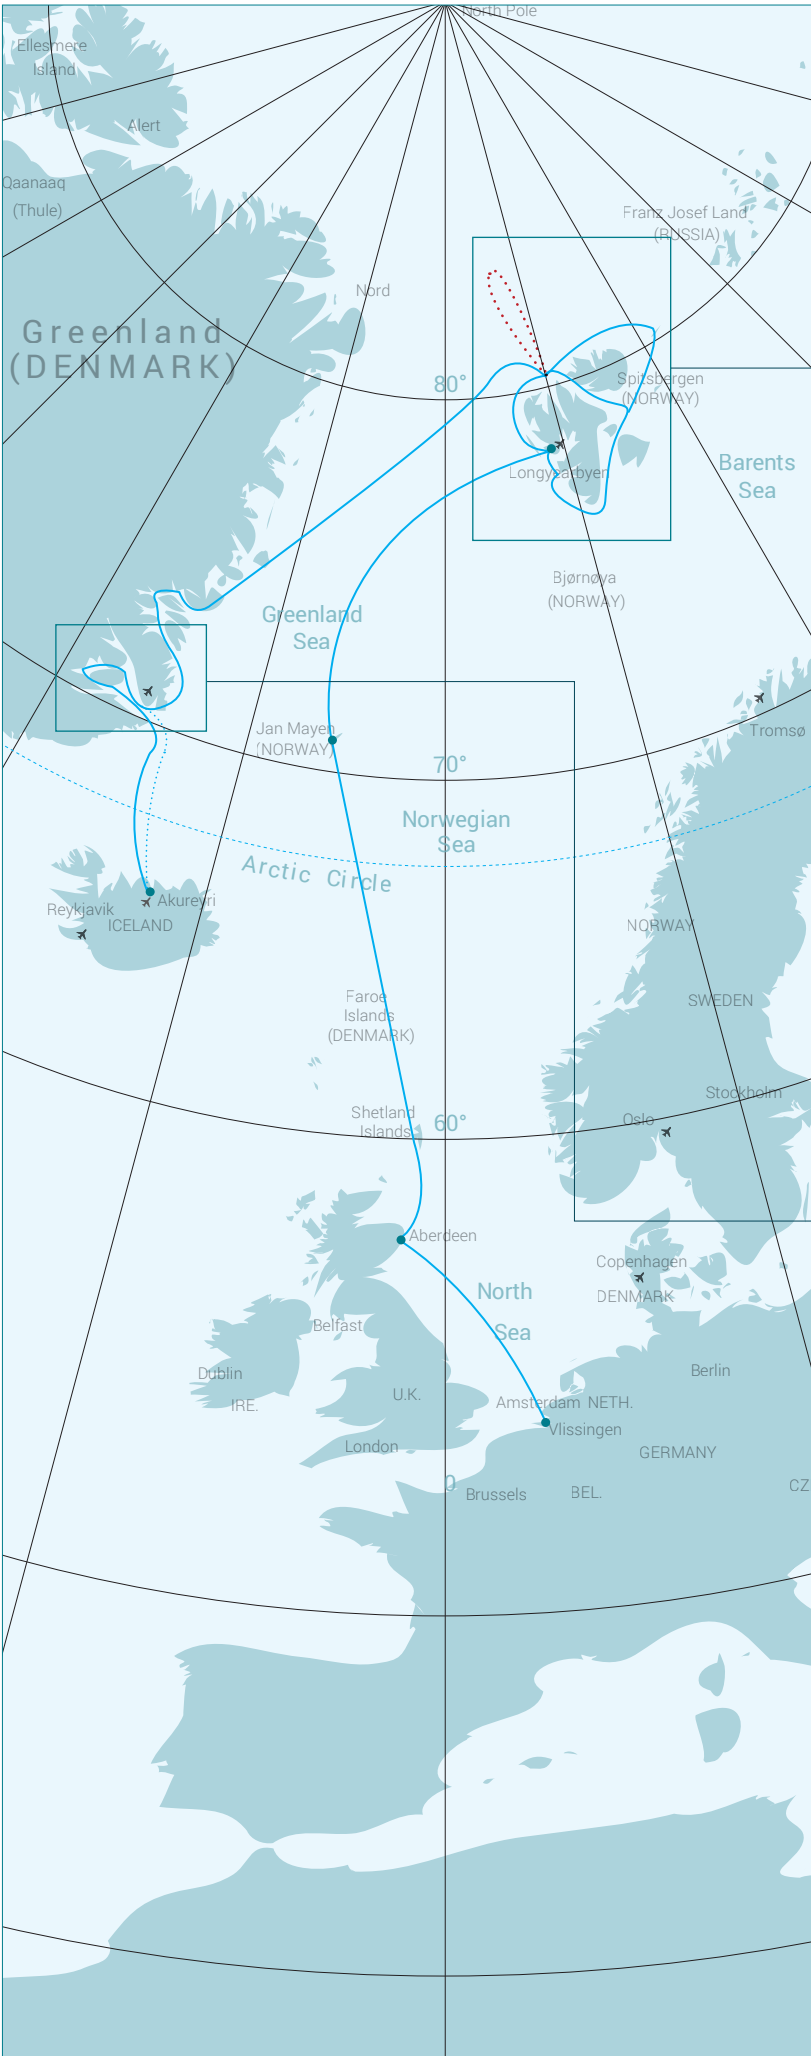 North Pole
Ellesmere
Island
Alert
Qaanaaq
(Thule)
Franz Josef Land
(RUSSIA)
Nord
Greenland
(DENMARK)
80°
Spitsbergen
(NORWAY)
Barents
Sea
Longyearbyen
Bjørnøya
(NORWAY)
Greenland
Sea
Jan Mayen
(NORWAY)
Tromsø
70°
Norwegian
Sea
Arctic Circle
Akureyri
Reykjavik
ICELAND
NORWAY
Faroe
Islands
(DENMARK)
SWEDEN
Stockholm
Shetland
Islands
60°
Oslo
Aberdeen
Copenhagen
DENMARK
North
Sea
Belfast
Dublin
IRE.
U.K.
Berlin
Amsterdam NETH.
Vlissingen
London
GERMANY
0
Brussels
BEL.
CZ